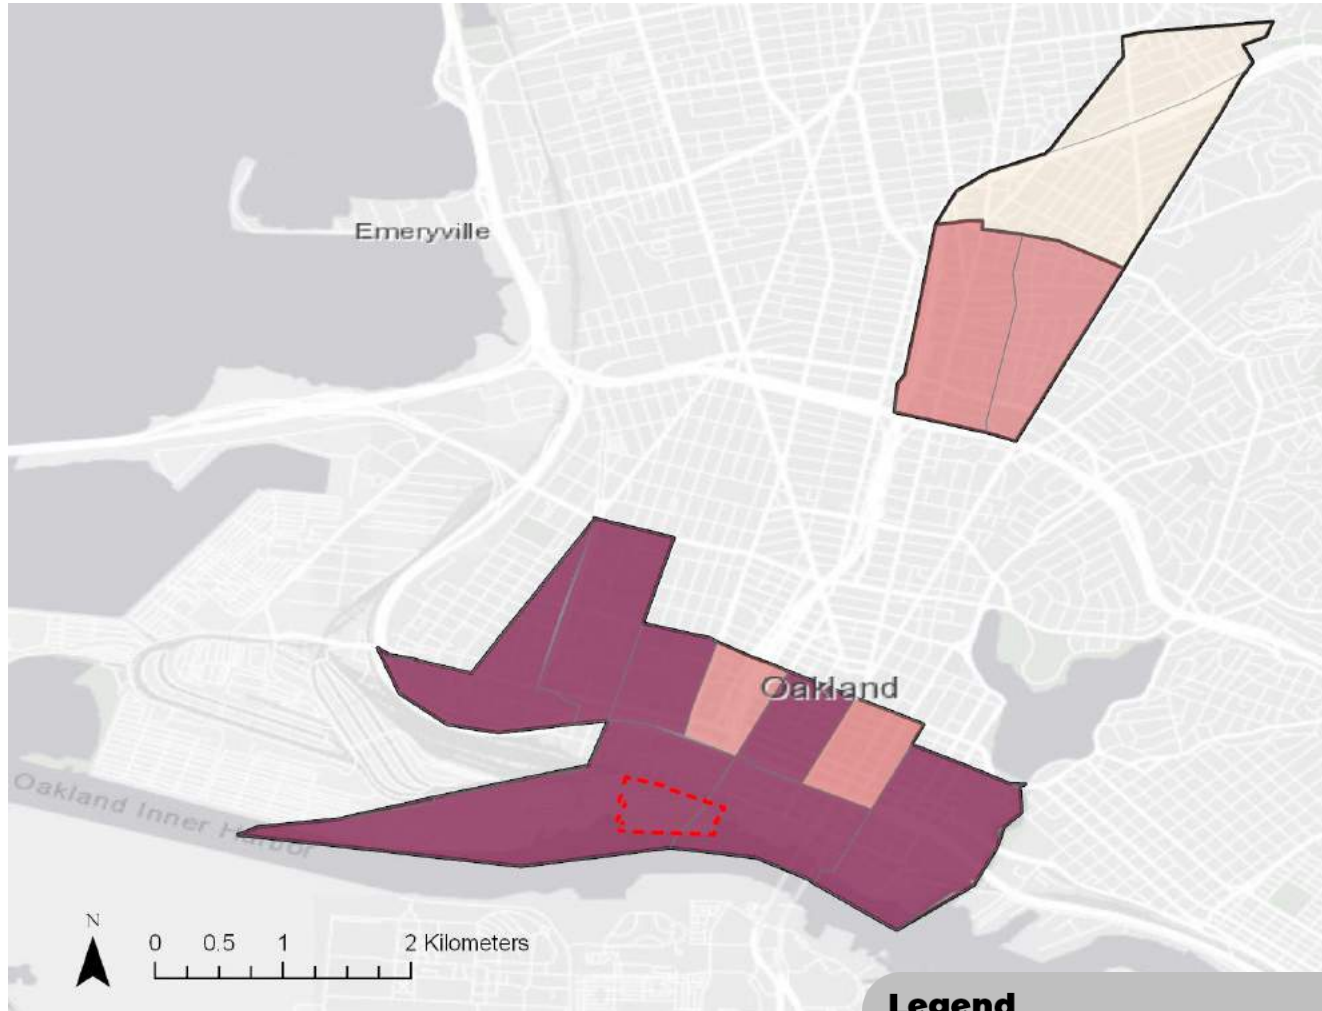 Emeryville
Oakland
Oakland Inner Harbor
N
0 0.5 1 2 Kilometers
Legend